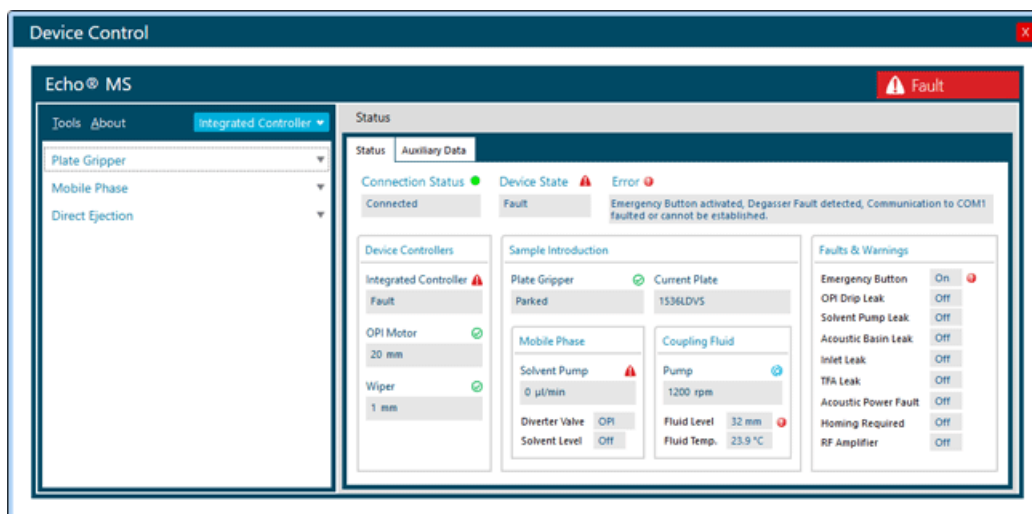 Device Control
X
Echo® MS
Fault
Tools About
Integrated Controller
Plate Gripper
Mobile Phase
Direct Ejection
Status
Status
Auxiliary Data
Connection Status
Connected
Device State
Fault
Error
Emergency Button activated, Degasser Fault detected, Communication to COM1
faulted or cannot be established.
Device Controllers
Integrated Controller
Fault
OPI Motor
20 mm
Wiper
1 mm
Sample Introduction
Plate Gripper
Parked
Current Plate
1536LDVS
Mobile Phase
Solvent Pump
0 µl/min
Diverter Valve OPI
Solvent Level Off
Coupling Fluid
Pump
1200 rpm
Fluid Level 32 mm
Fluid Temp. 23.9 °C
Faults & Warnings
Emergency Button On
OPI Drip Leak Off
Solvent Pump Leak Off
Acoustic Basin Leak Off
Inlet Leak Off
TFA Leak Off
Acoustic Power Fault Off
Homing Required Off
RF Amplifier Off